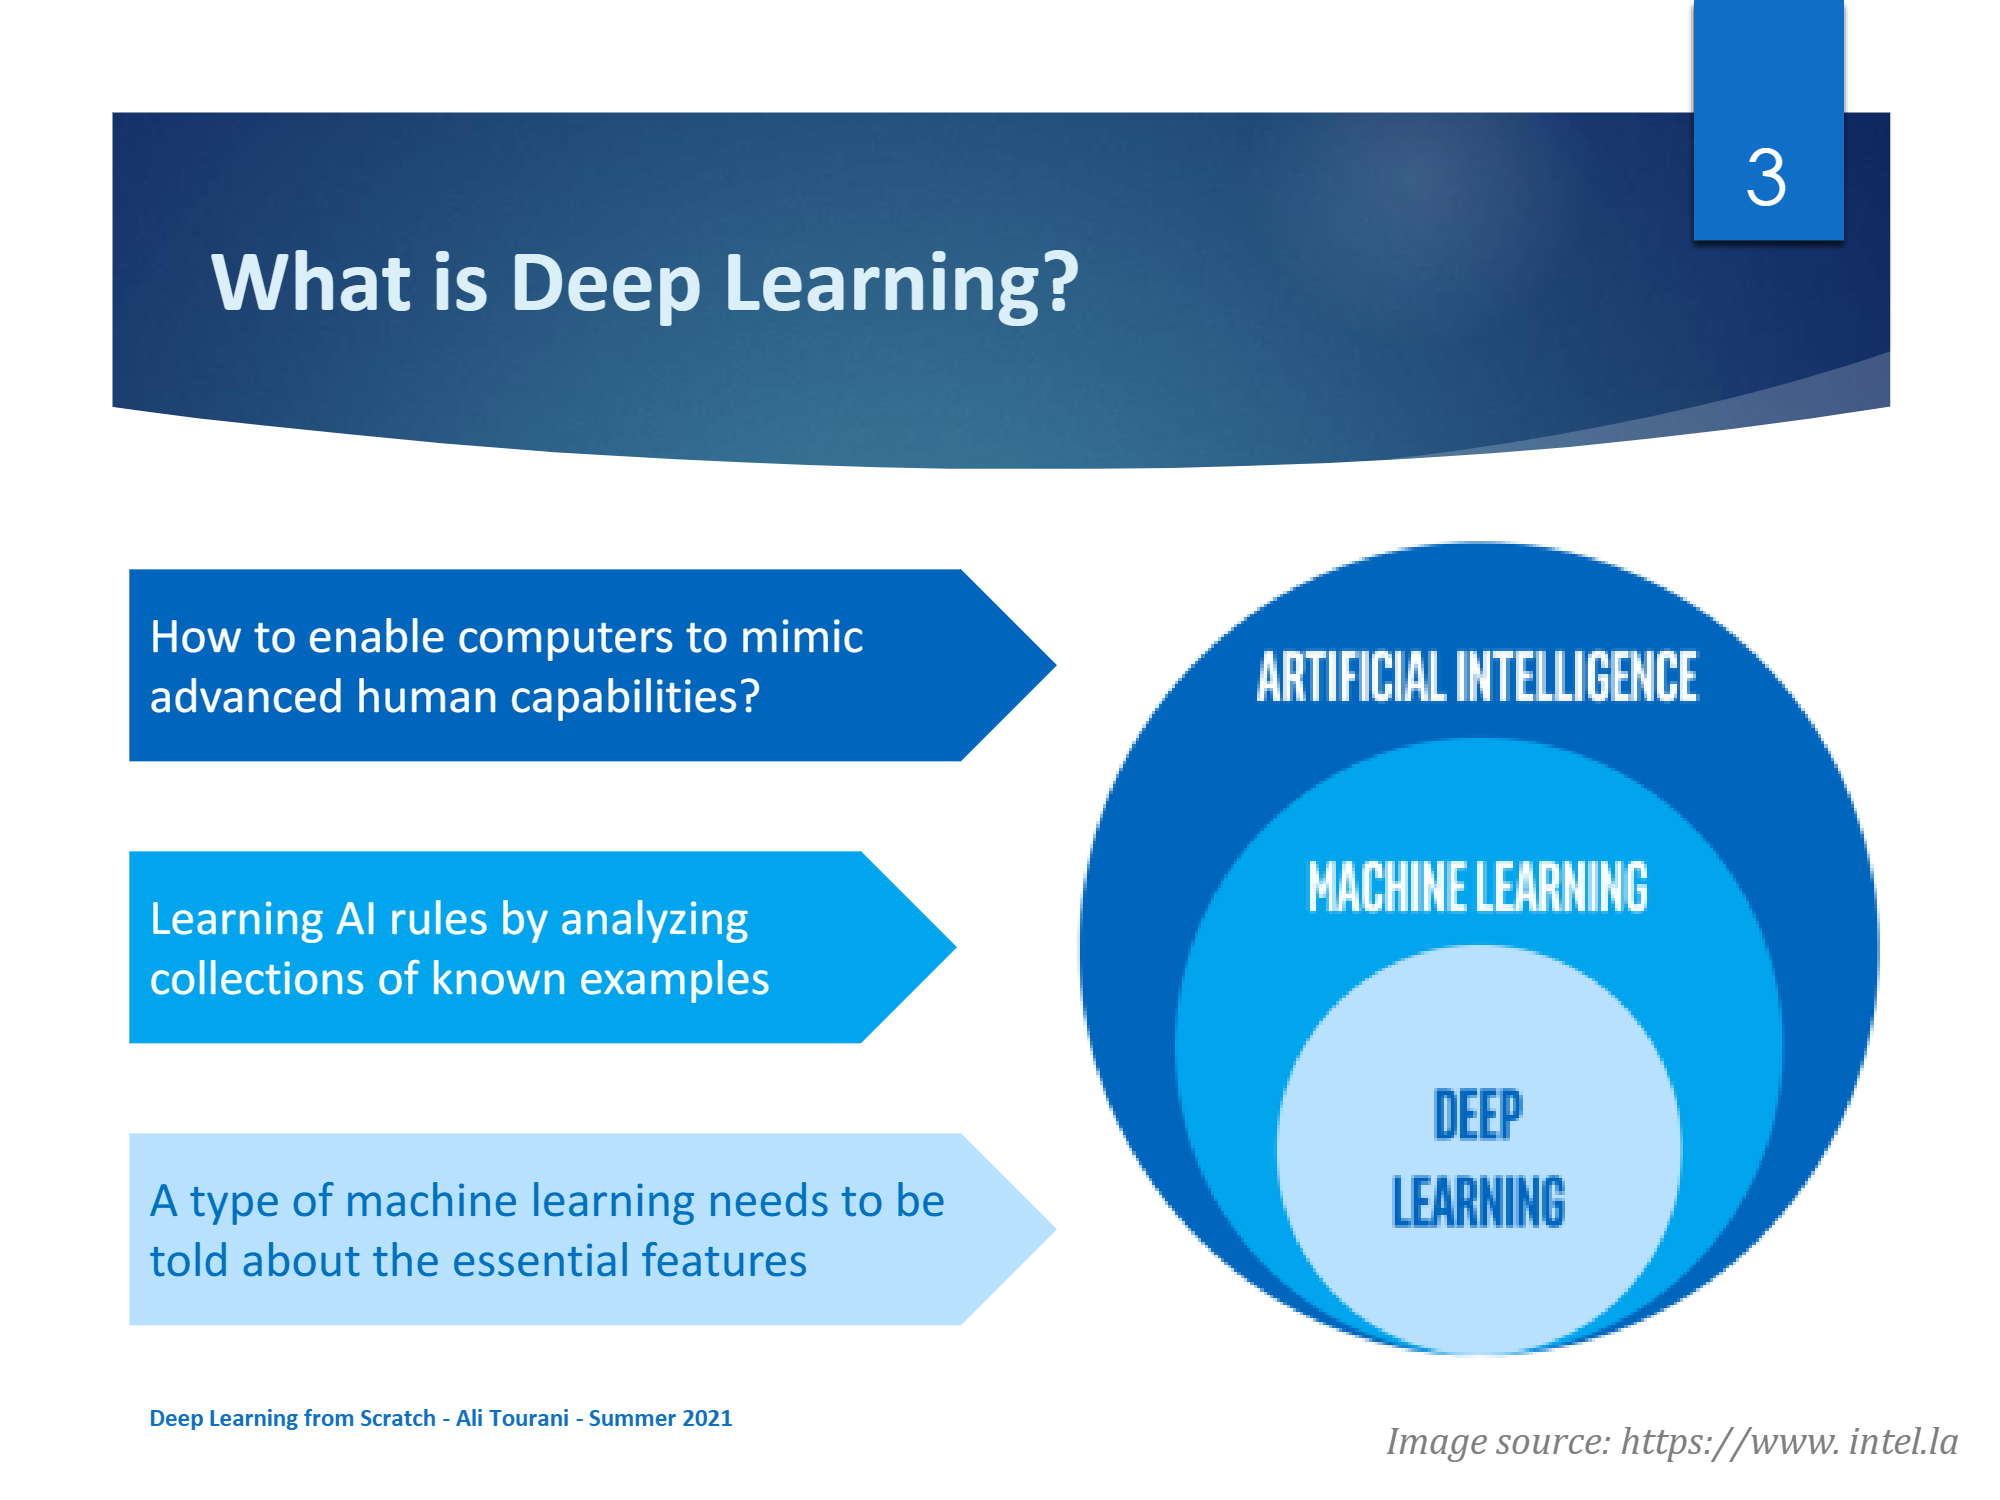 3
What is Deep Learning?
How to enable computers to mimic
advanced human capabilities?
Learning AI rules by analyzing
collections of known examples
A type of machine learning needs to be
told about the essential features
ARTIFICIAL INTELLIGENCE
MACHINE LEARNING
DEEP
LEARNING
Deep Learning from Scratch - Ali Tourani - Summer 2021
Image source: https://www. intel.la